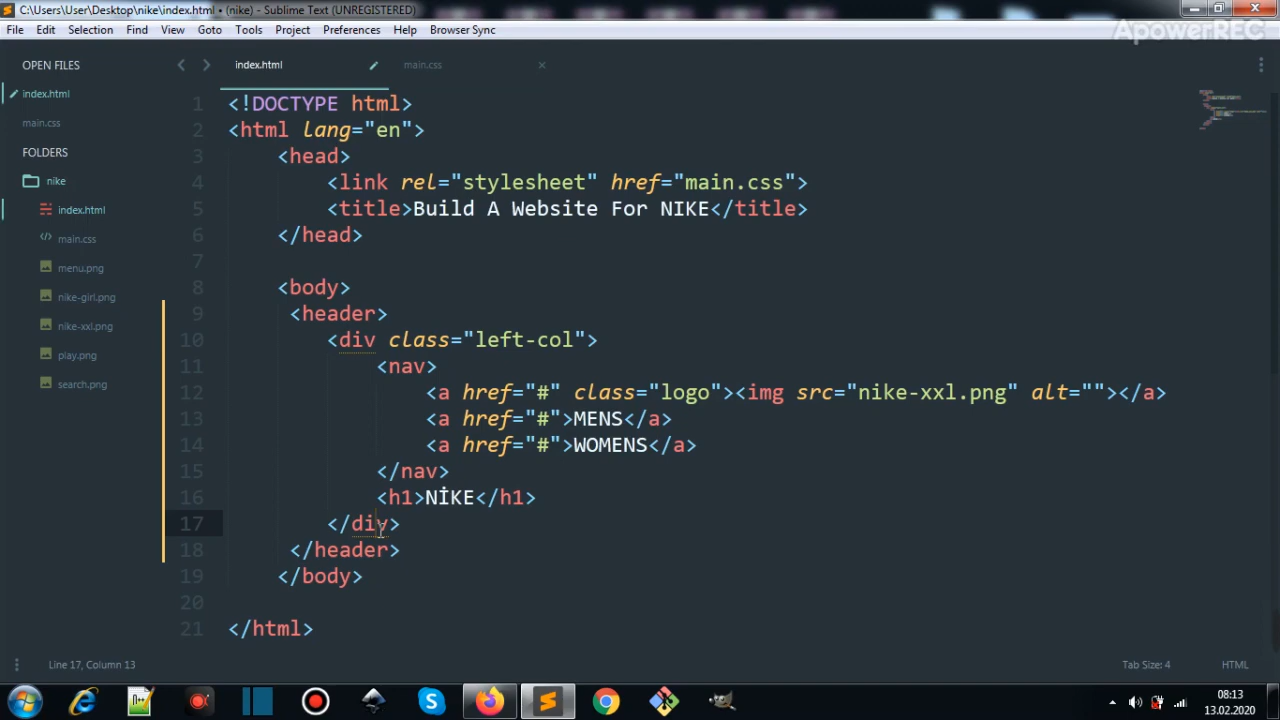 C:\Users\User\Desktop\nike\index.html • (nike) - Sublime Text (UNREGISTERED)
File Edit Selection Find View Goto Tools Project Preferences Help Browser Sync
ApowerREC
OPEN FILES
index.html
main.css
FOLDERS
nike
index.html
main.css
menu.png
nike-girl.png
nike-xxl.png
play.png
search.png
index.html main.css
1 <!DOCTYPE html>
2 <html lang="en">
3 <head>
4 <link rel="stylesheet" href="main.css">
5 <title>Build A Website For NIKE</title>
6 </head>
7
8 <body>
9 <header>
10 <div class="left-col">
11 <nav>
12 <a href="#" class="logo"><img src="nike-xxl.png" alt=""></a>
13 <a href="#">MENS</a>
14 <a href="#">WOMENS</a>
15 </nav>
16 <h1>NİKE</h1>
17 </div>
18 </header>
19 </body>
20
21 </html>
Line 17, Column 13 Tab Size: 4 HTML
08:13
13.02.2020